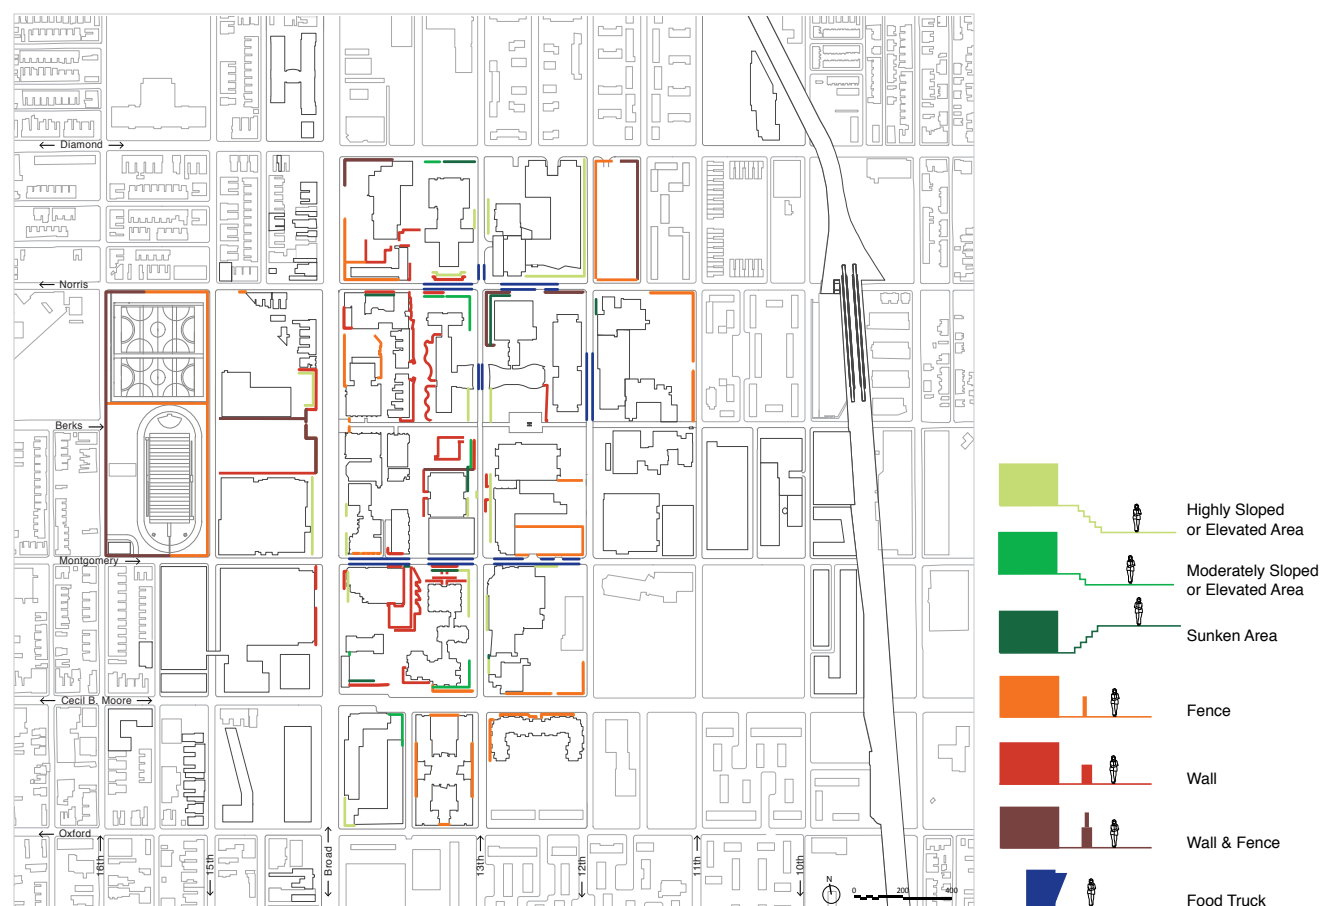 Diamond
Norris
Berks
Highly Sloped
or Elevated Area
Montgomery
Moderately Sloped
or Elevated Area
Sunken Area
Cecil B. Moore
Fence
Wall
Oxford
Wall & Fence
16th
15th
Broad
13th
12th
11th
10th
N
0 200 400
Food Truck